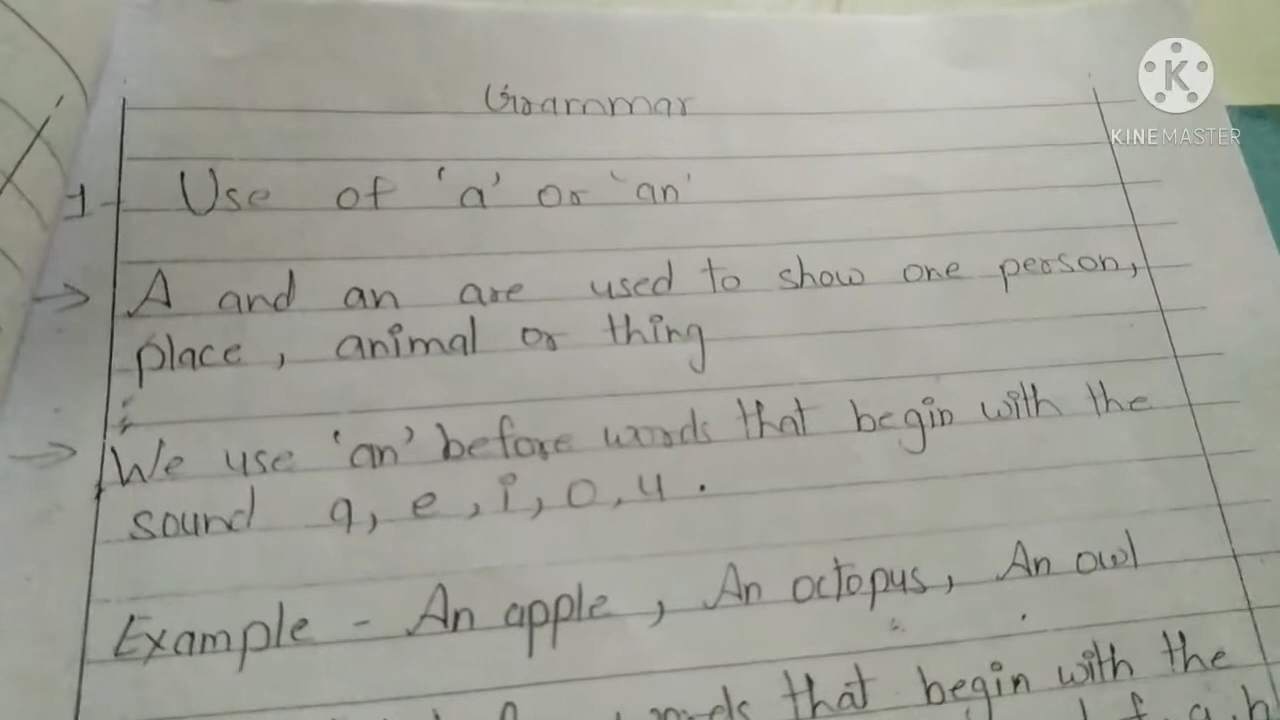 Grammar
K
KINEMASTER
1- Use of 'a' or 'an'
→ A and an are used to show one person,
place, animal or thing
→ We use 'an' before words that begin with the
sound a, e, i, o, u.
Example - An apple, An octopus, An owl
words that begin with the